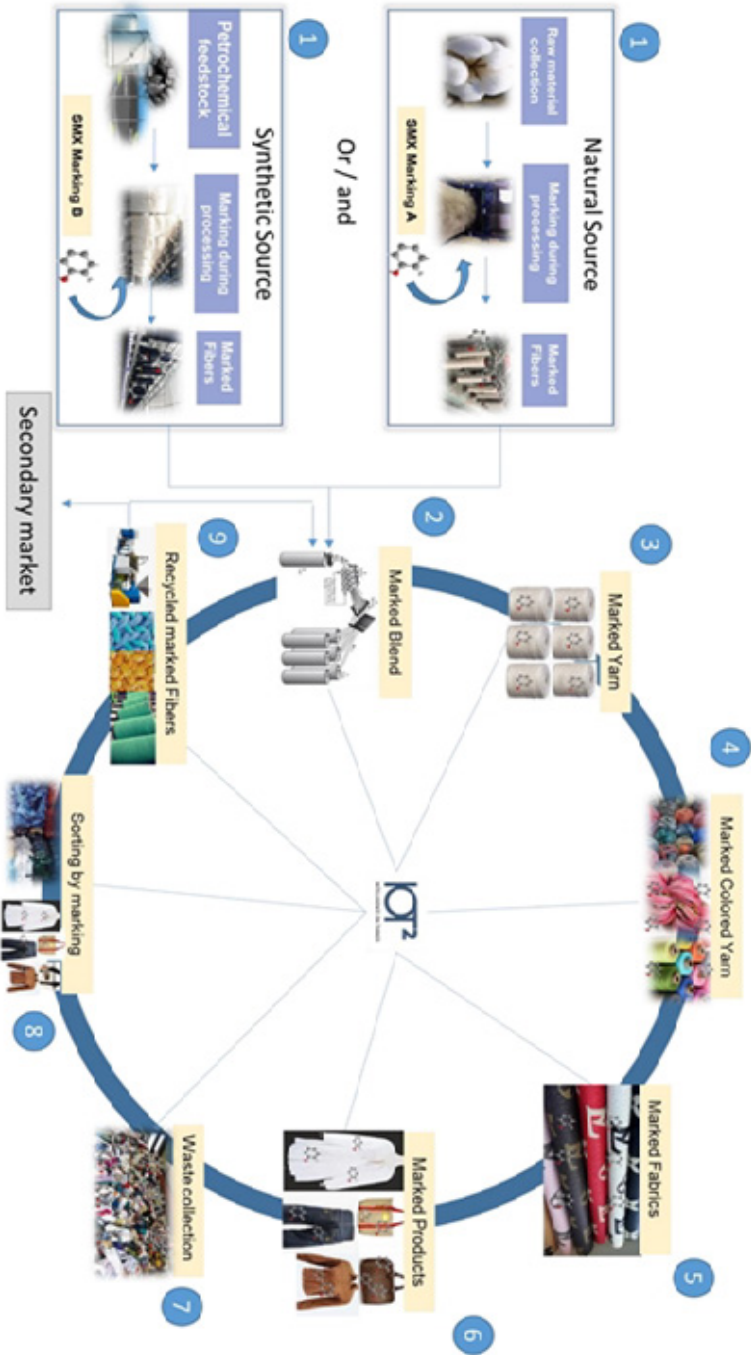 1
Natural Source
Raw material
collection
Marking during
processing
Marked
Fibers
SMX Marking A
Or / and
1
Synthetic Source
Petrochemical
feedstock
Marking during
processing
Marked
Fibers
SMX Marking B
2
Marked Blend
3
Marked Yarn
4
Marked Colored Yarn
Marked Fabrics
5
Marked Products
6
Waste collection
7
Sorting by marking
8
9
Recycled marked Fibers
Secondary market